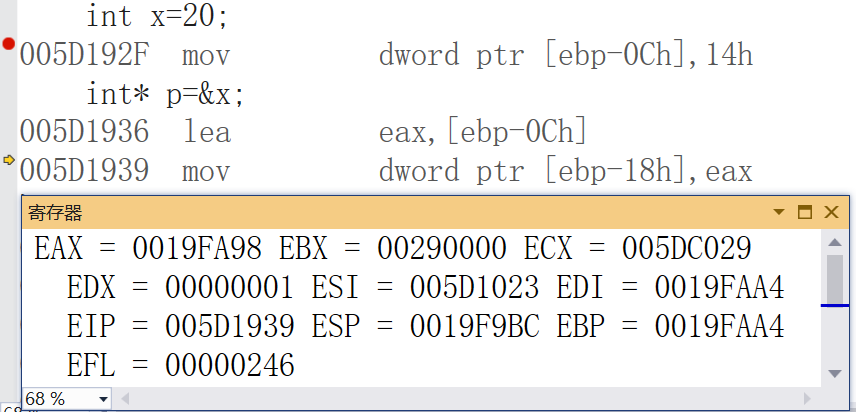 int x=20;
005D192F mov dword ptr [ebp-0Ch],14h
int* p=&x;
005D1936 lea eax,[ebp-0Ch]
005D1939 mov dword ptr [ebp-18h],eax
寄存器
EAX = 0019FA98 EBX = 00290000 ECX = 005DC029
EDX = 00000001 ESI = 005D1023 EDI = 0019FAA4
EIP = 005D1939 ESP = 0019F9BC EBP = 0019FAA4
EFL = 00000246
68 %